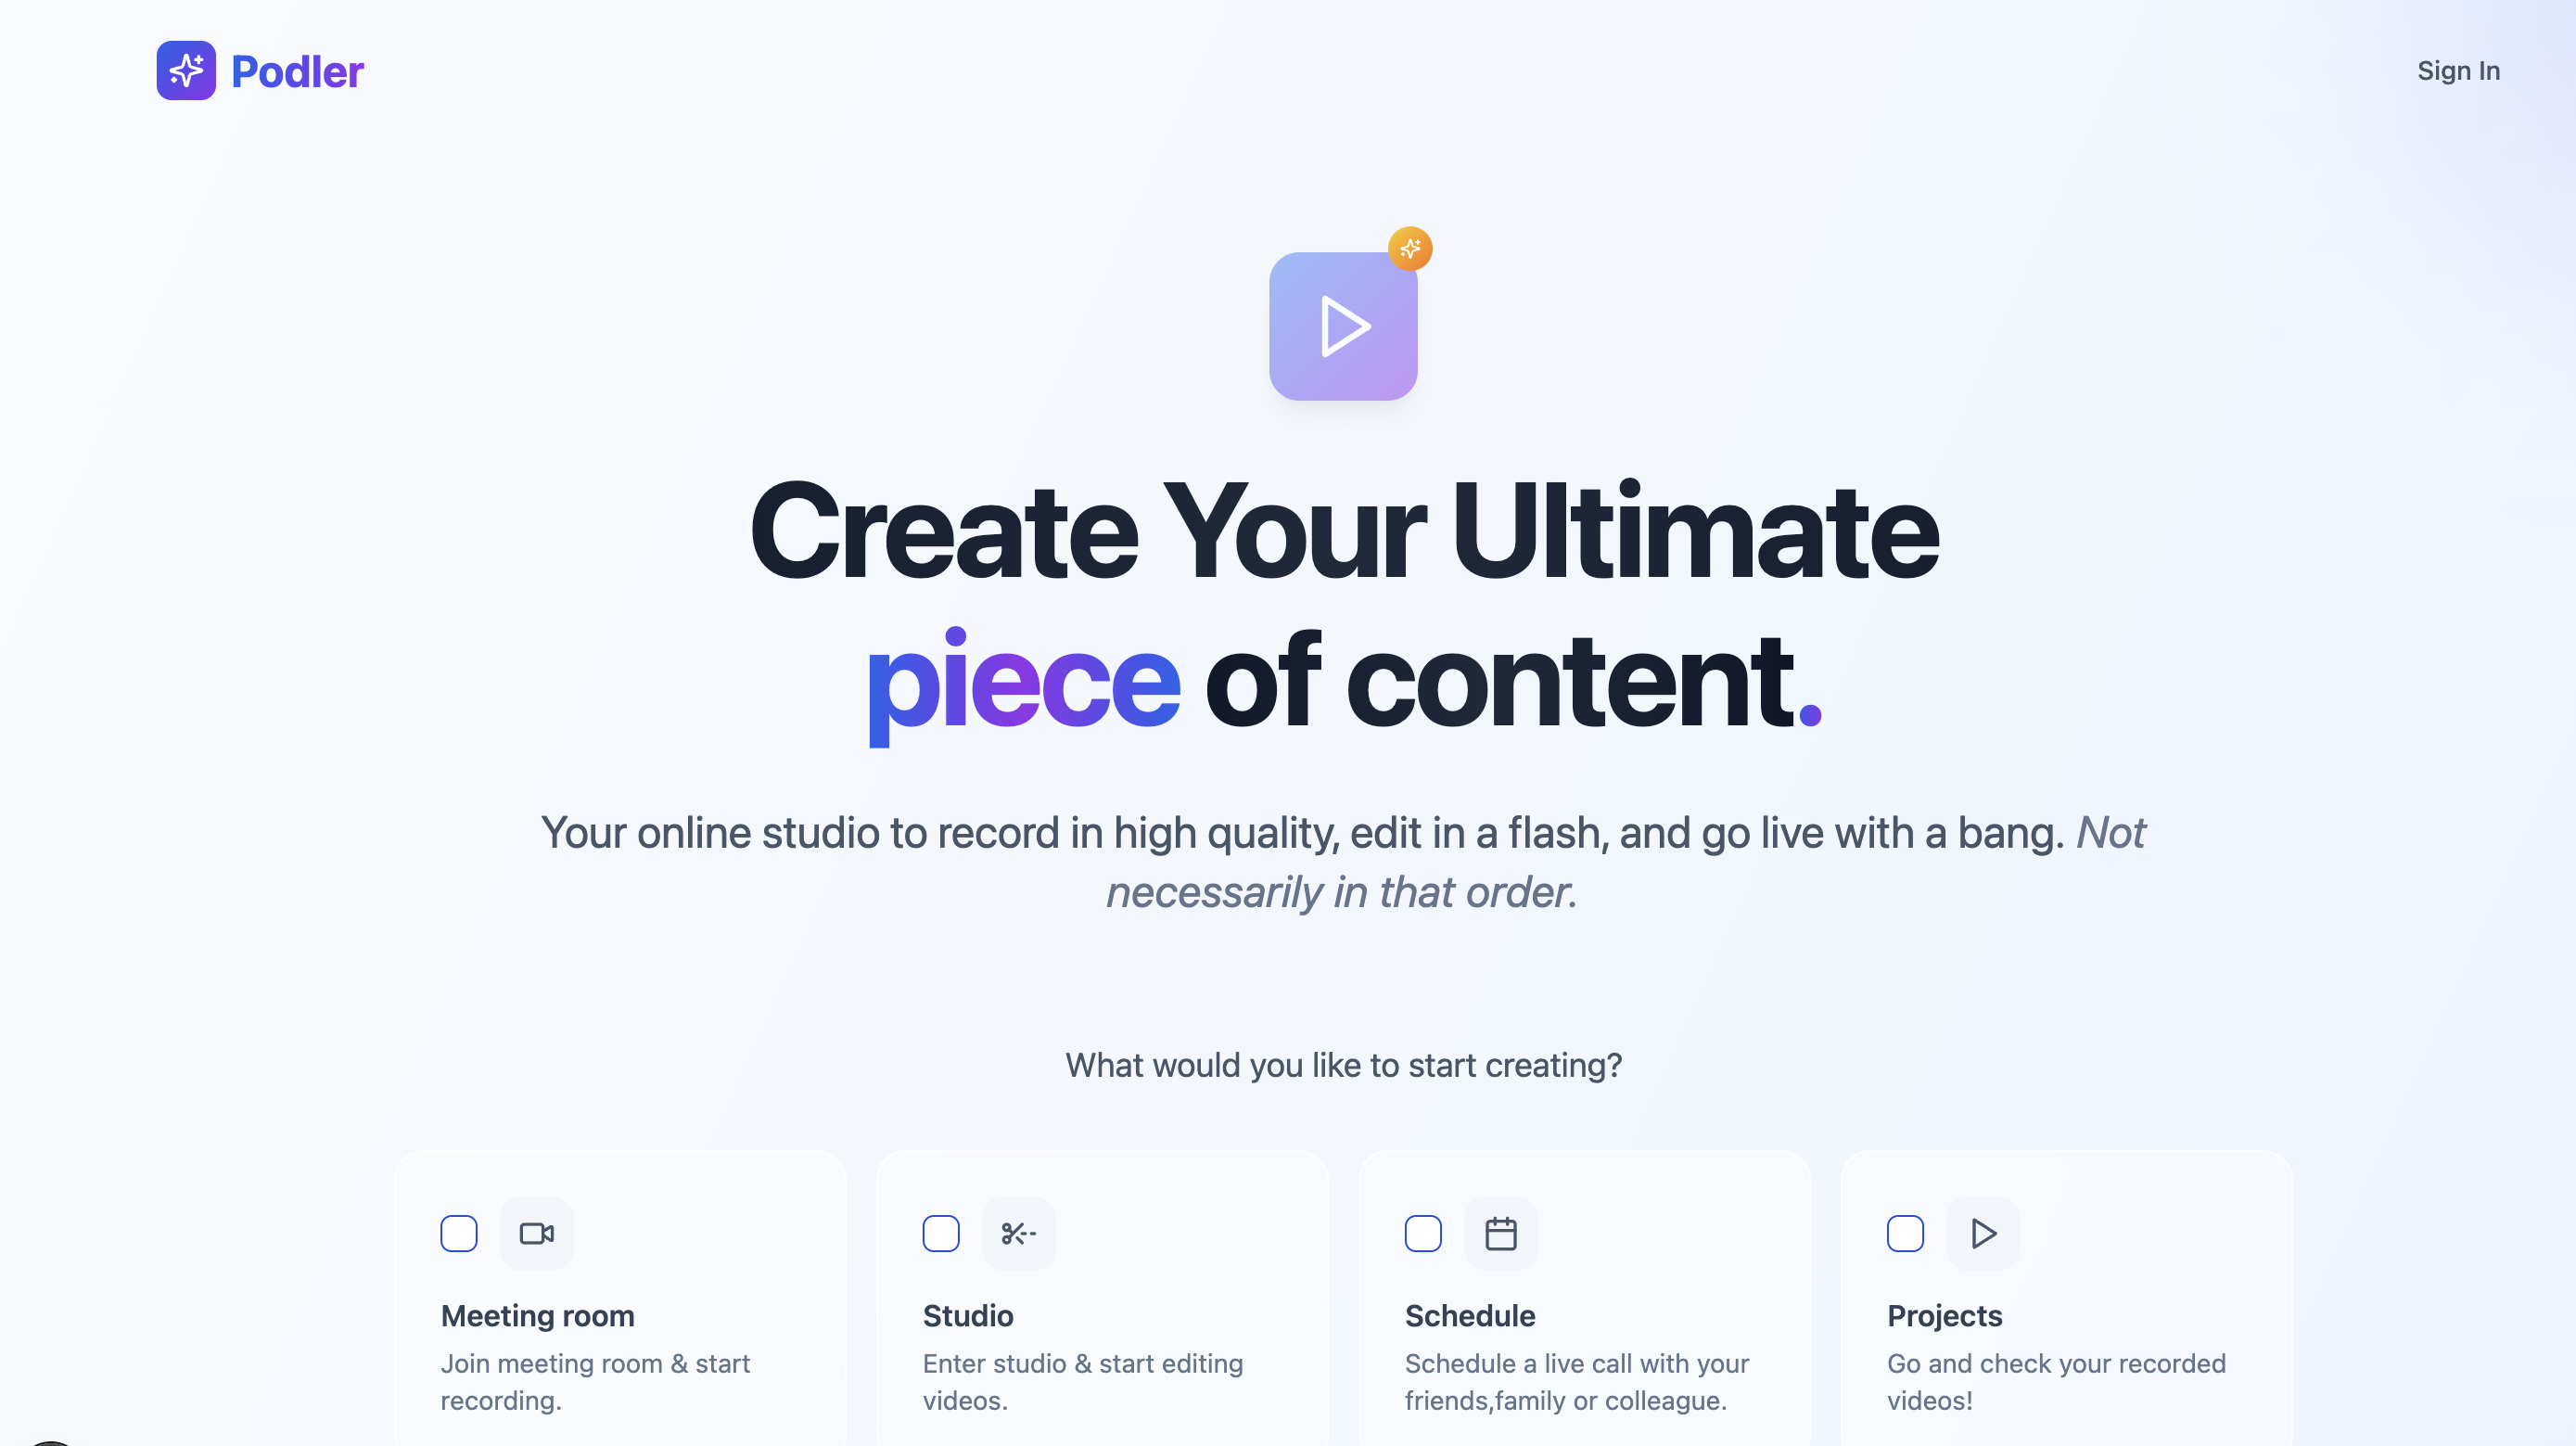 Podler
Sign In
Create Your Ultimate
piece of content.
Your online studio to record in high quality, edit in a flash, and go live with a bang. Not
necessarily in that order.
What would you like to start creating?
Meeting room
Join meeting room & start
recording.
Studio
Enter studio & start editing
videos.
Schedule
Schedule a live call with your
friends,family or colleague.
Projects
Go and check your recorded
videos!